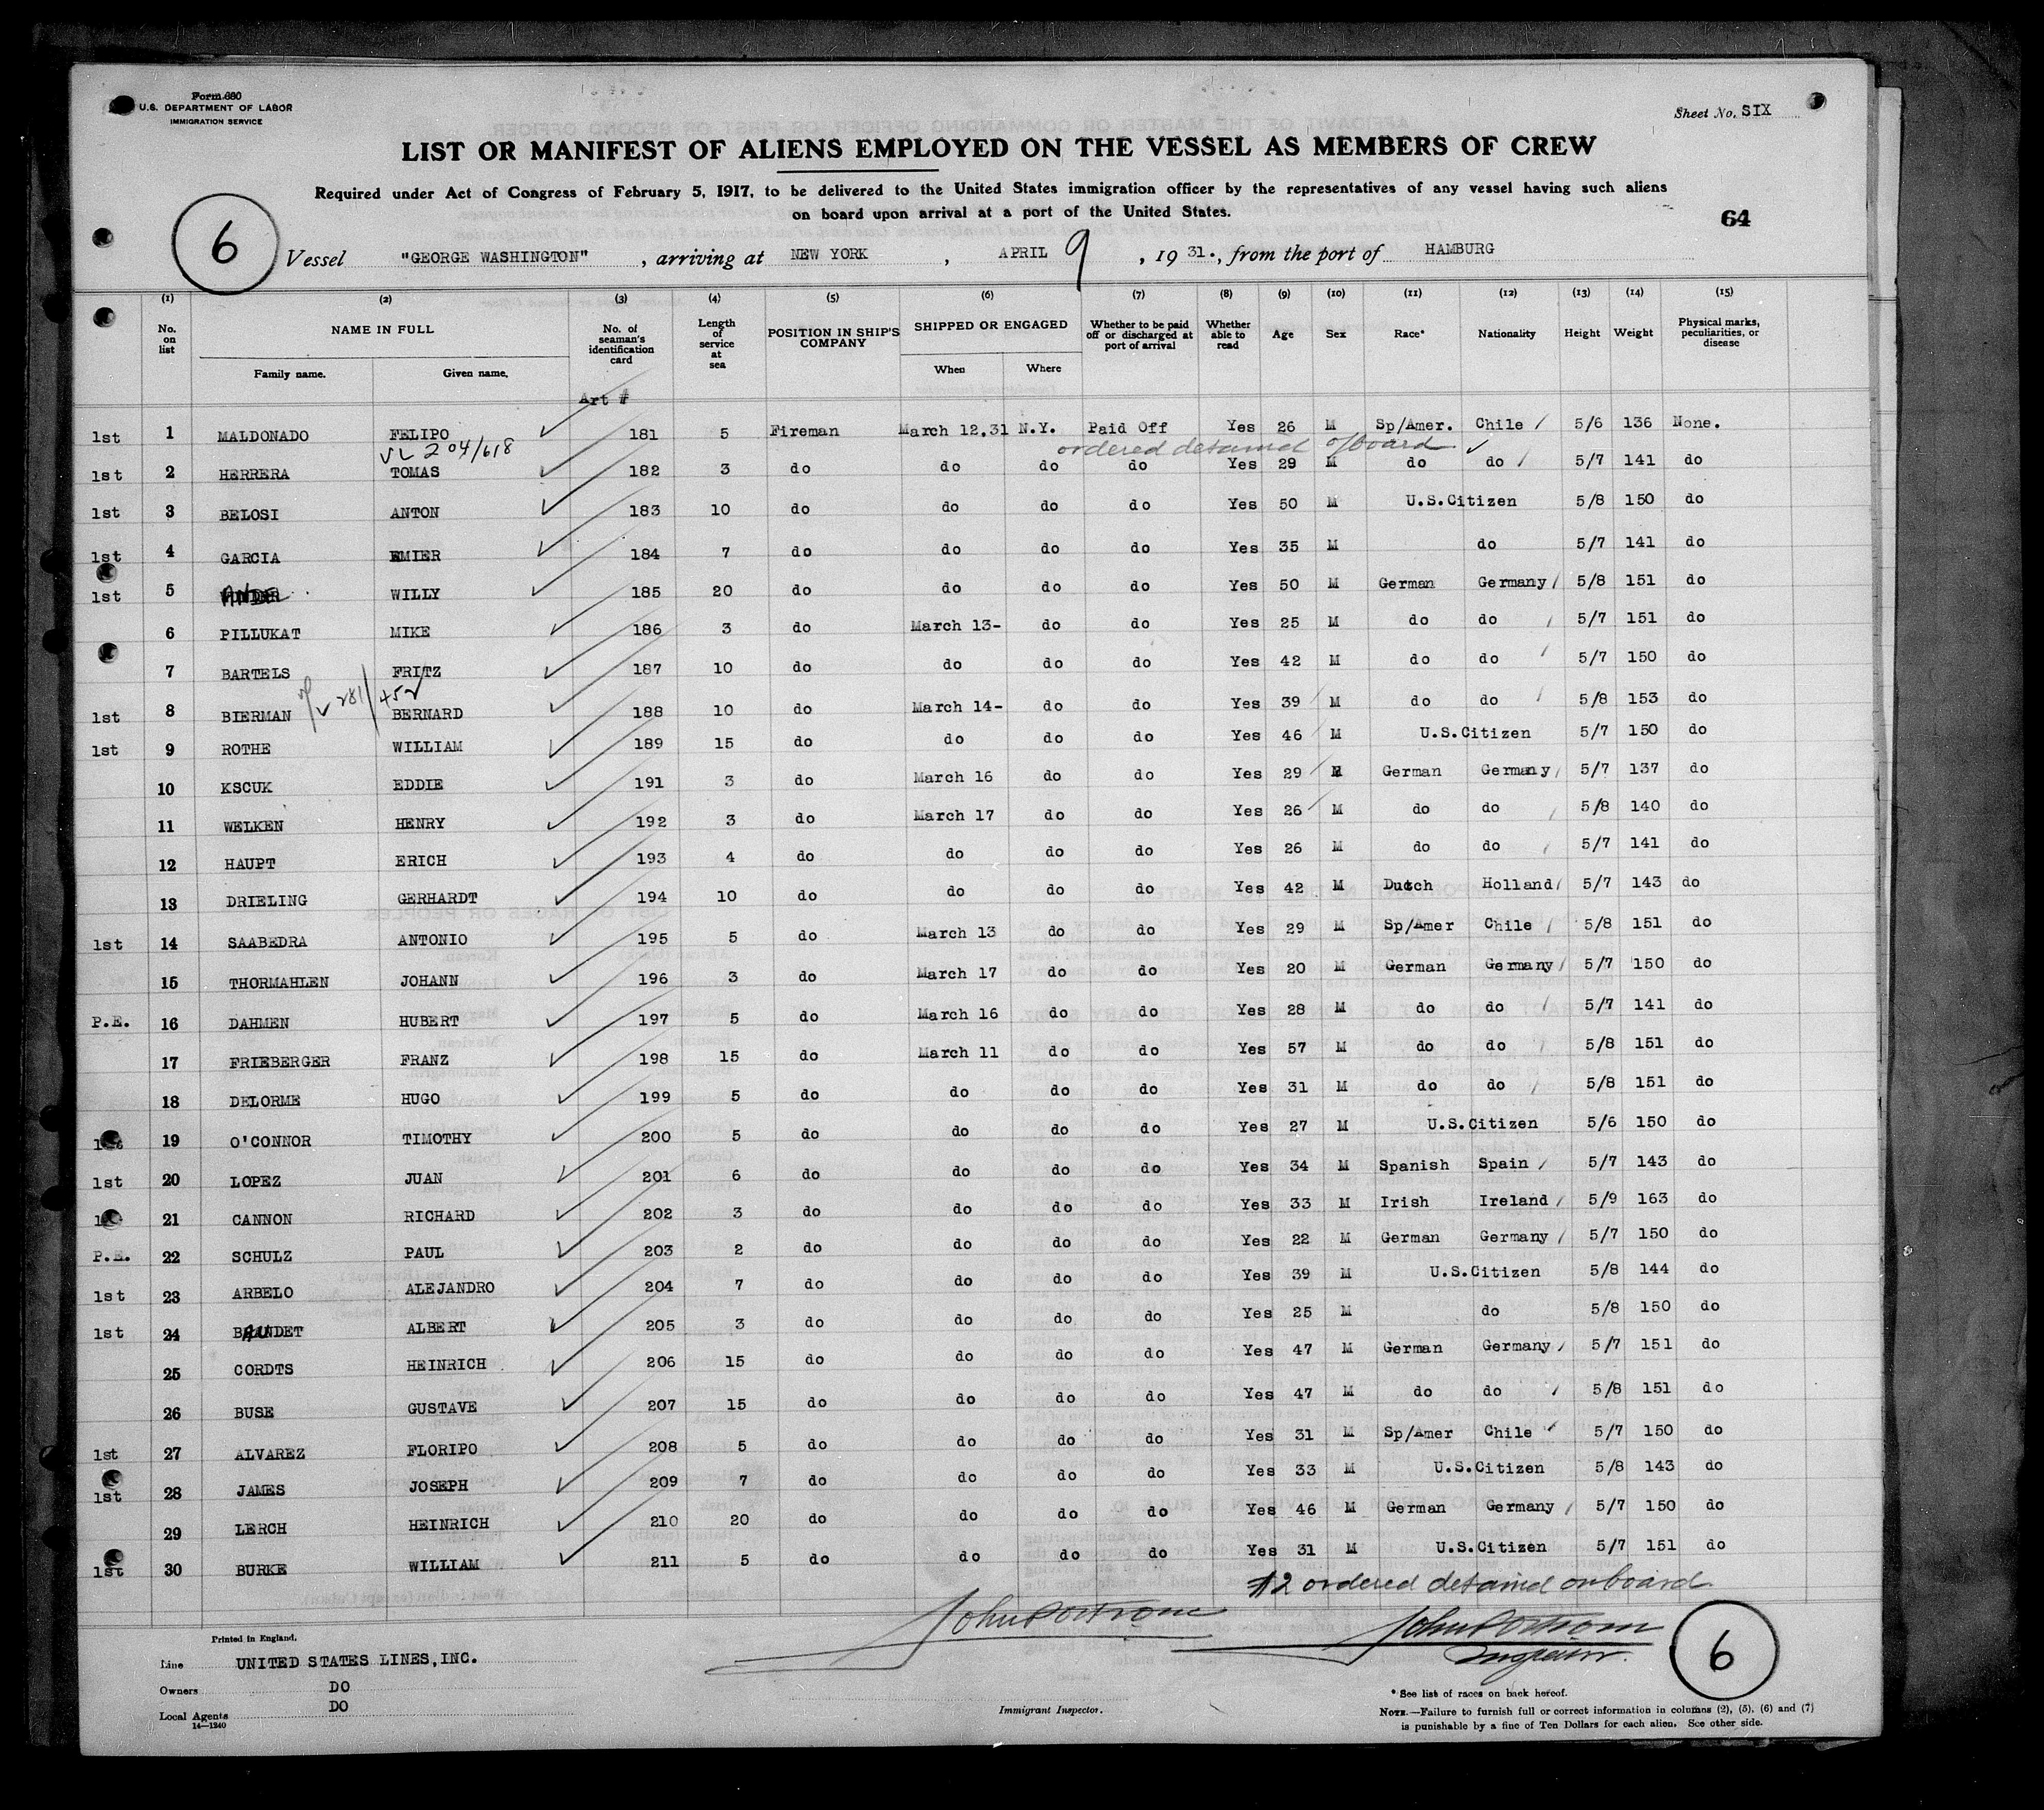 Form 680
U.S. DEPARTMENT OF LABOR
IMMIGRATION SERVICE
Sheet No. SIX
LIST OR MANIFEST OF ALIENS EMPLOYED ON THE VESSEL AS MEMBERS OF CREW
Required under Act of Congress of February 5, 1917, to be delivered to the United States immigration officer by the representatives of any vessel having such aliens
on board upon arrival at a port of the United States.
64
6
Vessel "GEORGE WASHINGTON", arriving at NEW YORK, APRIL 9, 1931., from the port of HAMBURG
(1) (2) (3) (4) (5) (6) (7) (8) (9) (10) (11) (12) (13) (14) (15)
No. on list NAME IN FULL Family name. Given name. No. of seaman's identification card Length of service at sea POSITION IN SHIP'S COMPANY SHIPPED OR ENGAGED When Where Whether to be paid off or discharged at port of arrival Whether able to read Age Sex Race* Nationality Height Weight Physical marks, peculiarities, or disease
Art #
1st 1 MALDONADO FELIPO 181 5 Fireman March 12,31 N.Y. Paid Off Yes 26 M Sp/Amer. Chile 5/6 136 None.
204/618 ordered detained o/board
1st 2 HERRERA TOMAS 182 3 do do do do Yes 29 M do do 5/7 141 do
1st 3 BELOSI ANTON 183 10 do do do do Yes 50 M U.S.Citizen 5/8 150 do
1st 4 GARCIA EMIER 184 7 do do do do Yes 35 M do 5/7 141 do
1st 5 WILLY 185 20 do do do do Yes 50 M German Germany 5/8 151 do
6 PILLUKAT MIKE 186 3 do March 13- do do Yes 25 M do do 5/7 151 do
7 BARTELS FRITZ 187 10 do do do do Yes 42 M do do 5/7 150 do
281/452
1st 8 BIERMAN BERNARD 188 10 do March 14- do do Yes 39 M do do 5/8 153 do
1st 9 ROTHE WILLIAM 189 15 do do do do Yes 46 M U.S.Citizen 5/7 150 do
10 KSCUK EDDIE 191 3 do March 16 do do Yes 29 M German Germany 5/7 137 do
11 WELKEN HENRY 192 3 do March 17 do do Yes 26 M do do 5/8 140 do
12 HAUPT ERICH 193 4 do do do do Yes 26 M do do 5/7 141 do
13 DRIELING GERHARDT 194 10 do do do do Yes 42 M Dutch Holland 5/7 143 do
1st 14 SAABEDRA ANTONIO 195 5 do March 13 do do Yes 29 M Sp/Amer Chile 5/8 151 do
15 THORMAHLEN JOHANN 196 3 do March 17 do do Yes 20 M German Germany 5/7 150 do
P.E. 16 DAHMEN HUBERT 197 5 do March 16 do do Yes 28 M do do 5/7 141 do
17 FRIEBERGER FRANZ 198 15 do March 11 do do Yes 57 M do do 5/8 151 do
18 DELORME HUGO 199 5 do do do do Yes 31 M do do 5/8 151 do
1st 19 O'CONNOR TIMOTHY 200 5 do do do do Yes 27 M U.S.Citizen 5/6 150 do
1st 20 LOPEZ JUAN 201 6 do do do do Yes 34 M Spanish Spain 5/7 143 do
21 CANNON RICHARD 202 3 do do do do Yes 33 M Irish Ireland 5/9 163 do
P.E. 22 SCHULZ PAUL 203 2 do do do do Yes 22 M German Germany 5/7 150 do
1st 23 ARBELO ALEJANDRO 204 7 do do do do Yes 39 M U.S.Citizen 5/8 144 do
1st 24 BAUDET ALBERT 205 3 do do do do Yes 25 M do 5/8 150 do
25 CORDTS HEINRICH 206 15 do do do do Yes 47 M German Germany 5/7 151 do
26 BUSE GUSTAVE 207 15 do do do do Yes 47 M do do 5/8 151 do
1st 27 ALVAREZ FLORIPO 208 5 do do do do Yes 31 M Sp/Amer Chile 5/7 150 do
1st 28 JAMES JOSEPH 209 7 do do do do Yes 33 M U.S.Citizen 5/8 143 do
29 LERCH HEINRICH 210 20 do do do do Yes 46 M German Germany 5/7 150 do
1st 30 BURKE WILLIAM 211 5 do do do do Yes 31 M U.S.Citizen 5/7 151 do
#2 ordered detained onboard
Printed in England.
Line UNITED STATES LINES,INC.
Owners DO
Local Agents DO
14—1240
Immigrant Inspector.
6
* See list of races on back hereof.
NOTE.—Failure to furnish full or correct information in columns (2), (5), (6) and (7)
is punishable by a fine of Ten Dollars for each alien. See other side.